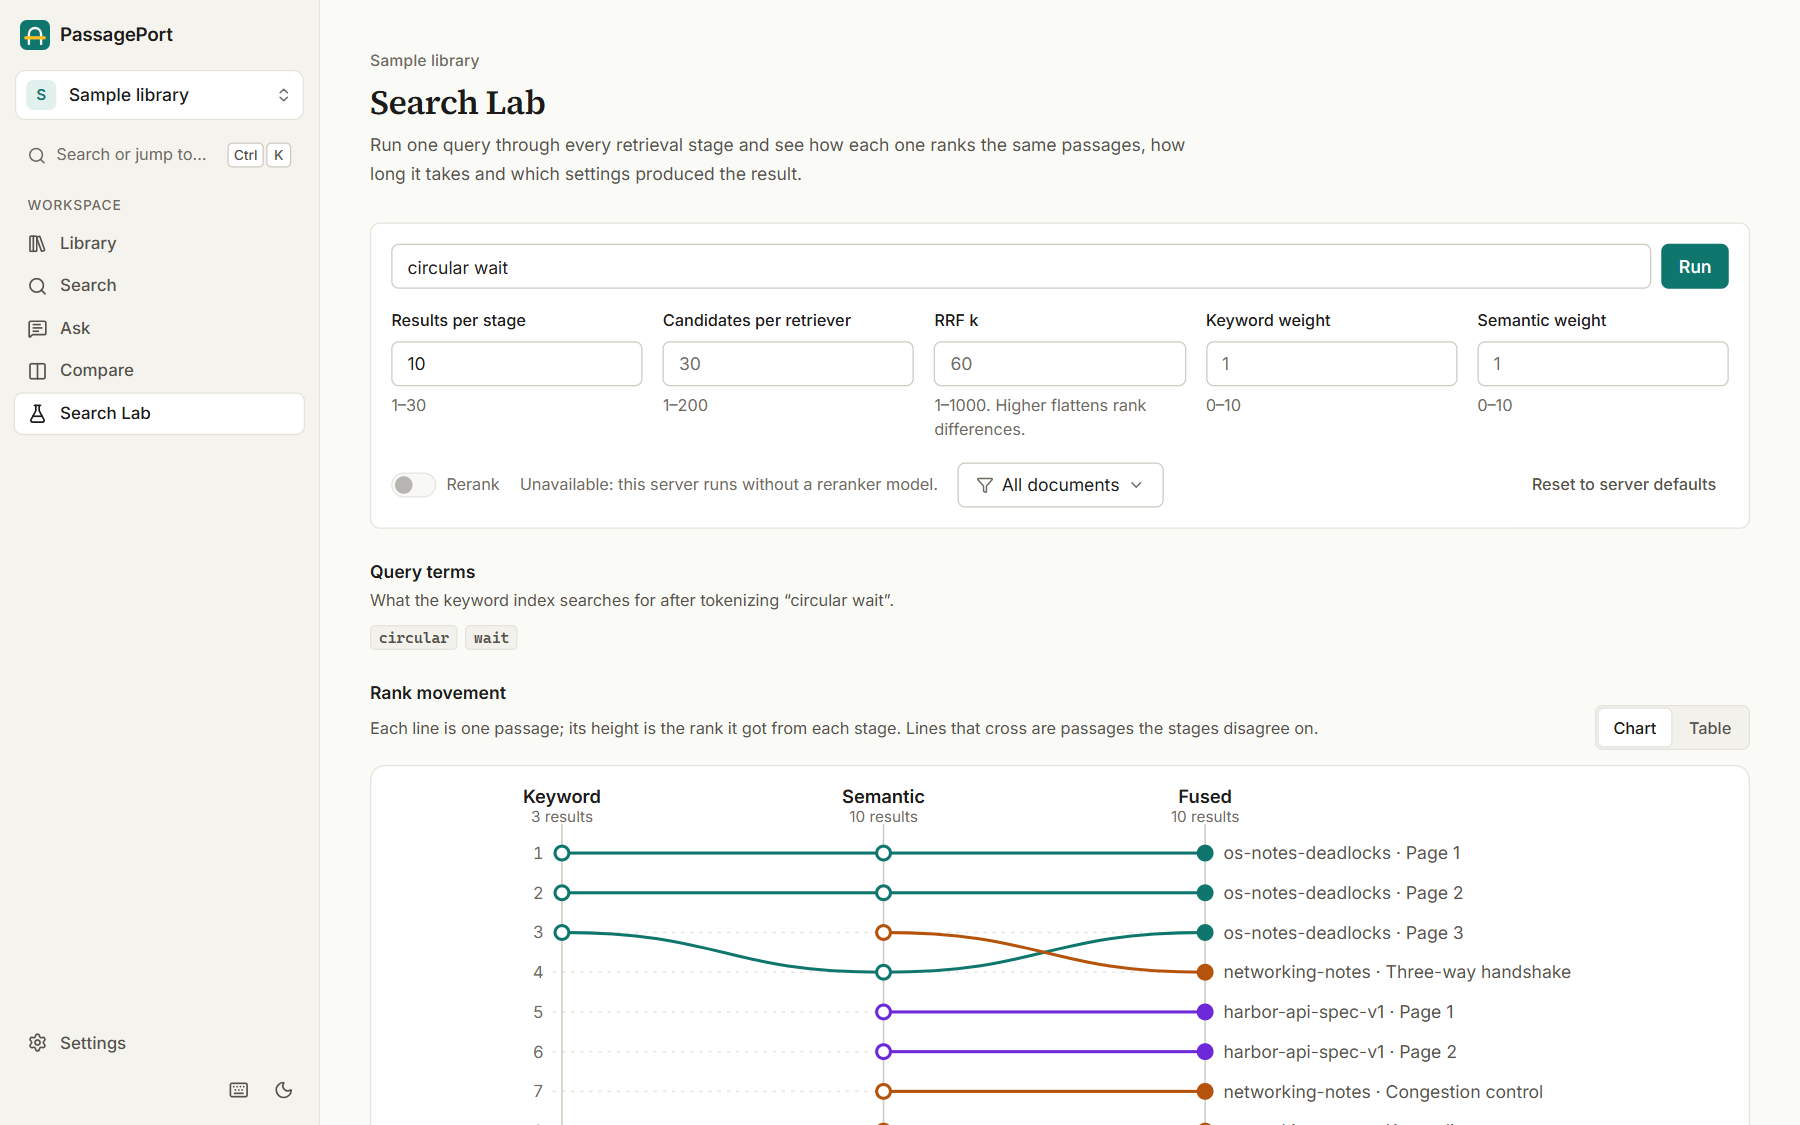 PassagePort
S Sample library
Search or jump to... Ctrl K
WORKSPACE
Library
Search
Ask
Compare
Search Lab
Settings
Sample library
Search Lab
Run one query through every retrieval stage and see how each one ranks the same passages, how
long it takes and which settings produced the result.
circular wait
Run
Results per stage
10
1–30
Candidates per retriever
30
1–200
RRF k
60
1–1000. Higher flattens rank
differences.
Keyword weight
1
0–10
Semantic weight
1
0–10
Rerank
Unavailable: this server runs without a reranker model.
All documents
Reset to server defaults
Query terms
What the keyword index searches for after tokenizing “circular wait”.
circular wait
Rank movement
Each line is one passage; its height is the rank it got from each stage. Lines that cross are passages the stages disagree on.
Chart Table
Keyword Semantic Fused
3 results 10 results 10 results
1 os-notes-deadlocks · Page 1
2 os-notes-deadlocks · Page 2
3 os-notes-deadlocks · Page 3
4 networking-notes · Three-way handshake
5 harbor-api-spec-v1 · Page 1
6 harbor-api-spec-v1 · Page 2
7 networking-notes · Congestion control